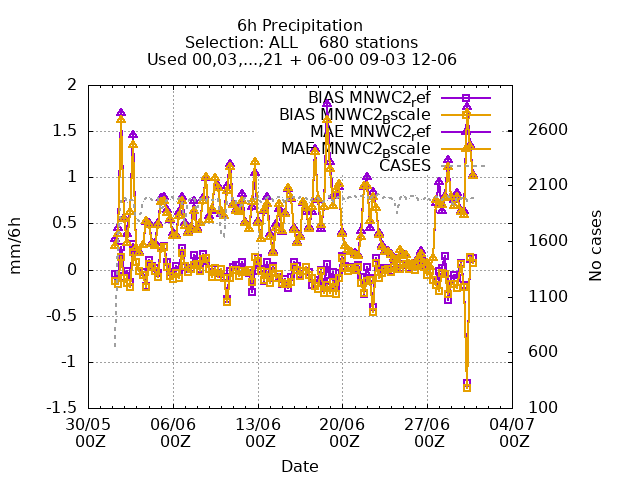 6h Precipitation
Selection: ALL    680 stations
Used 00,03,...,21 + 06-00 09-03 12-06
BIAS MNWC2_ref
BIAS MNWC2_Bscale
MAE MNWC2_ref
MAE MNWC2_Bscale
CASES
2
1.5
1
0.5
0
-0.5
-1
-1.5
mm/6h
2600
2100
1600
1100
600
100
No cases
30/05 06/06 13/06 20/06 27/06 04/07
00Z 00Z 00Z 00Z 00Z 00Z
Date